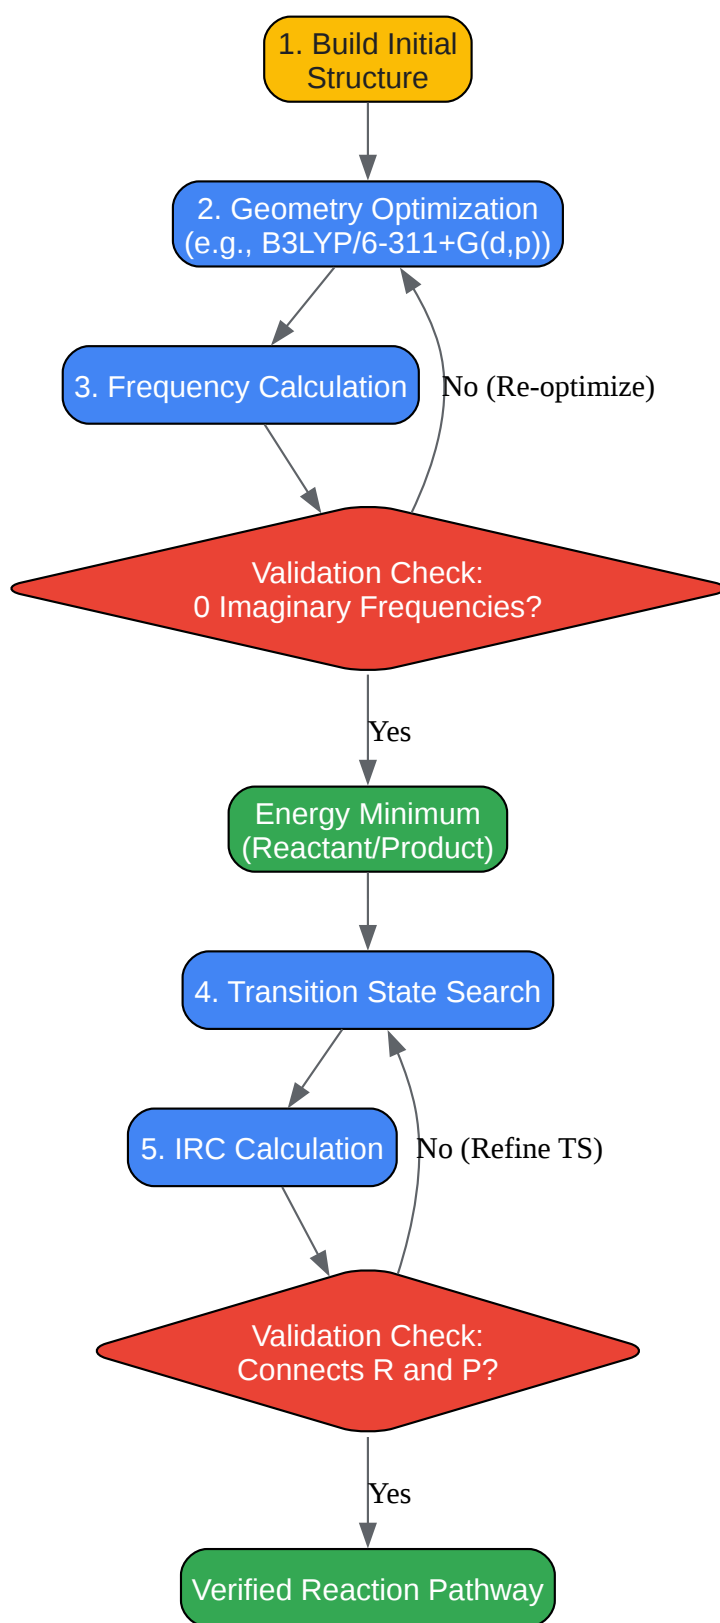 1. Build Initial
Structure
2. Geometry Optimization
(e.g., B3LYP/6-311+G(d,p))
3. Frequency Calculation
No (Re-optimize)
Validation Check:
0 Imaginary Frequencies?
Yes
Energy Minimum
(Reactant/Product)
4. Transition State Search
5. IRC Calculation
No (Refine TS)
Validation Check:
Connects R and P?
Yes
Verified Reaction Pathway